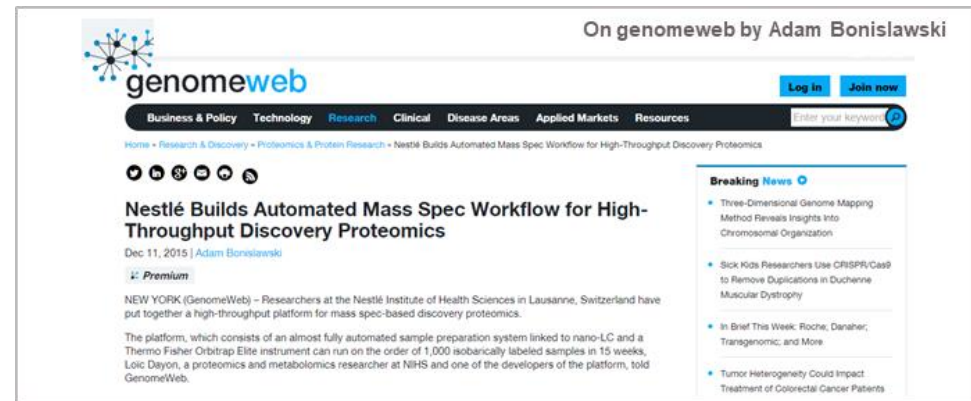 On genomeweb by Adam Bonislawski
genomeweb
Log in Join now
Business & Policy Technology Research Clinical Disease Areas Applied Markets Resources
Enter your keyword
Home » Research & Discovery » Proteomics & Protein Research » Nestlé Builds Automated Mass Spec Workflow for High-Throughput Discovery Proteomics
Nestlé Builds Automated Mass Spec Workflow for High-
Throughput Discovery Proteomics
Dec 11, 2015 | Adam Bonislawski
Premium
NEW YORK (GenomeWeb) – Researchers at the Nestlé Institute of Health Sciences in Lausanne, Switzerland have
put together a high-throughput platform for mass spec-based discovery proteomics.
The platform, which consists of an almost fully automated sample preparation system linked to nano-LC and a
Thermo Fisher Orbitrap Elite instrument can run on the order of 1,000 isobarically labeled samples in 15 weeks,
Loïc Dayon, a proteomics and metabolomics researcher at NIHS and one of the developers of the platform, told
GenomeWeb.
Breaking News
Three-Dimensional Genome Mapping
Method Reveals Insights Into
Chromosomal Organization
Sick Kids Researchers Use CRISPR/Cas9
to Remove Duplications in Duchenne
Muscular Dystrophy
In Brief This Week: Roche; Danaher;
Transgenomic; and More
Tumor Heterogeneity Could Impact
Treatment of Colorectal Cancer Patients